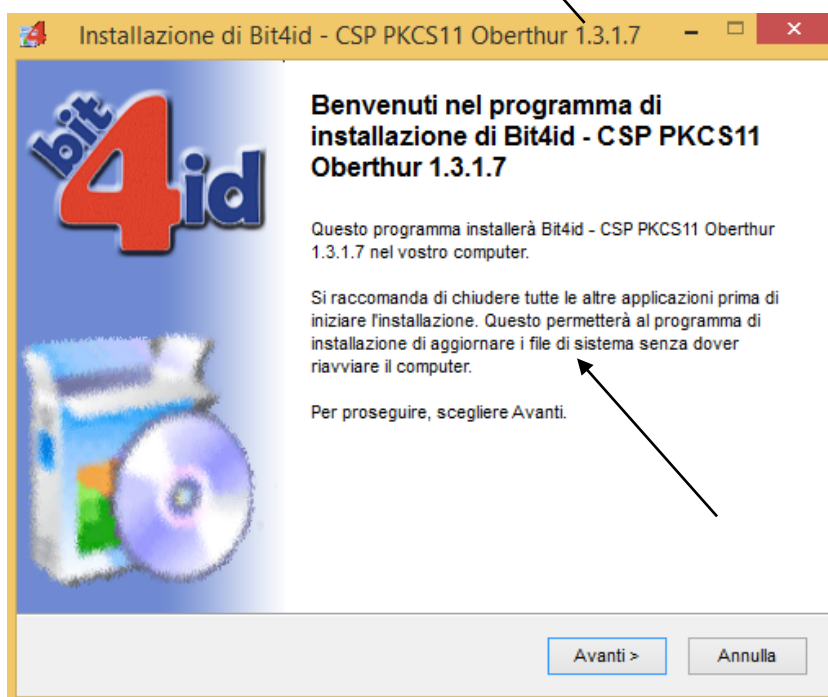 Installazione di Bit4id - CSP PKCS11 Oberthur 1.3.1.7
bit
4id
Benvenuti nel programma di
installazione di Bit4id - CSP PKCS11
Oberthur 1.3.1.7
Questo programma installerà Bit4id - CSP PKCS11 Oberthur
1.3.1.7 nel vostro computer.
Si raccomanda di chiudere tutte le altre applicazioni prima di
iniziare l'installazione. Questo permetterà al programma di
installazione di aggiornare i file di sistema senza dover
riavviare il computer.
Per proseguire, scegliere Avanti.
Avanti > Annulla